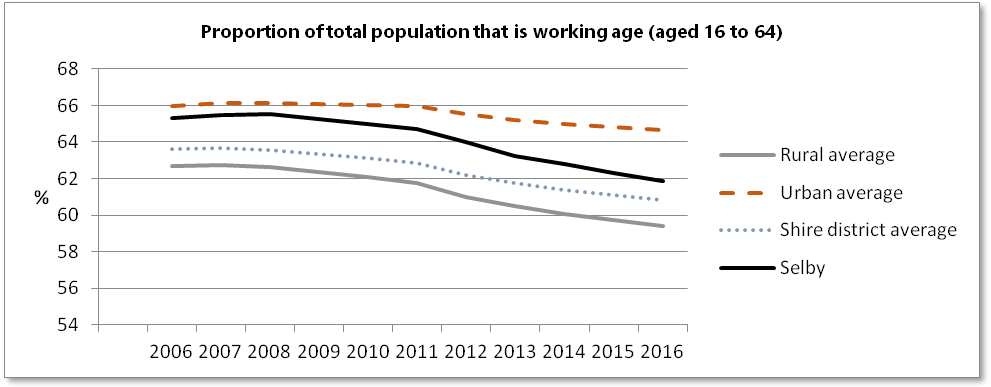 Proportion of total population that is working age (aged 16 to 64)
68
66
64
62
60
58
56
54
%
2006 2007 2008 2009 2010 2011 2012 2013 2014 2015 2016
Rural average
Urban average
Shire district average
Selby